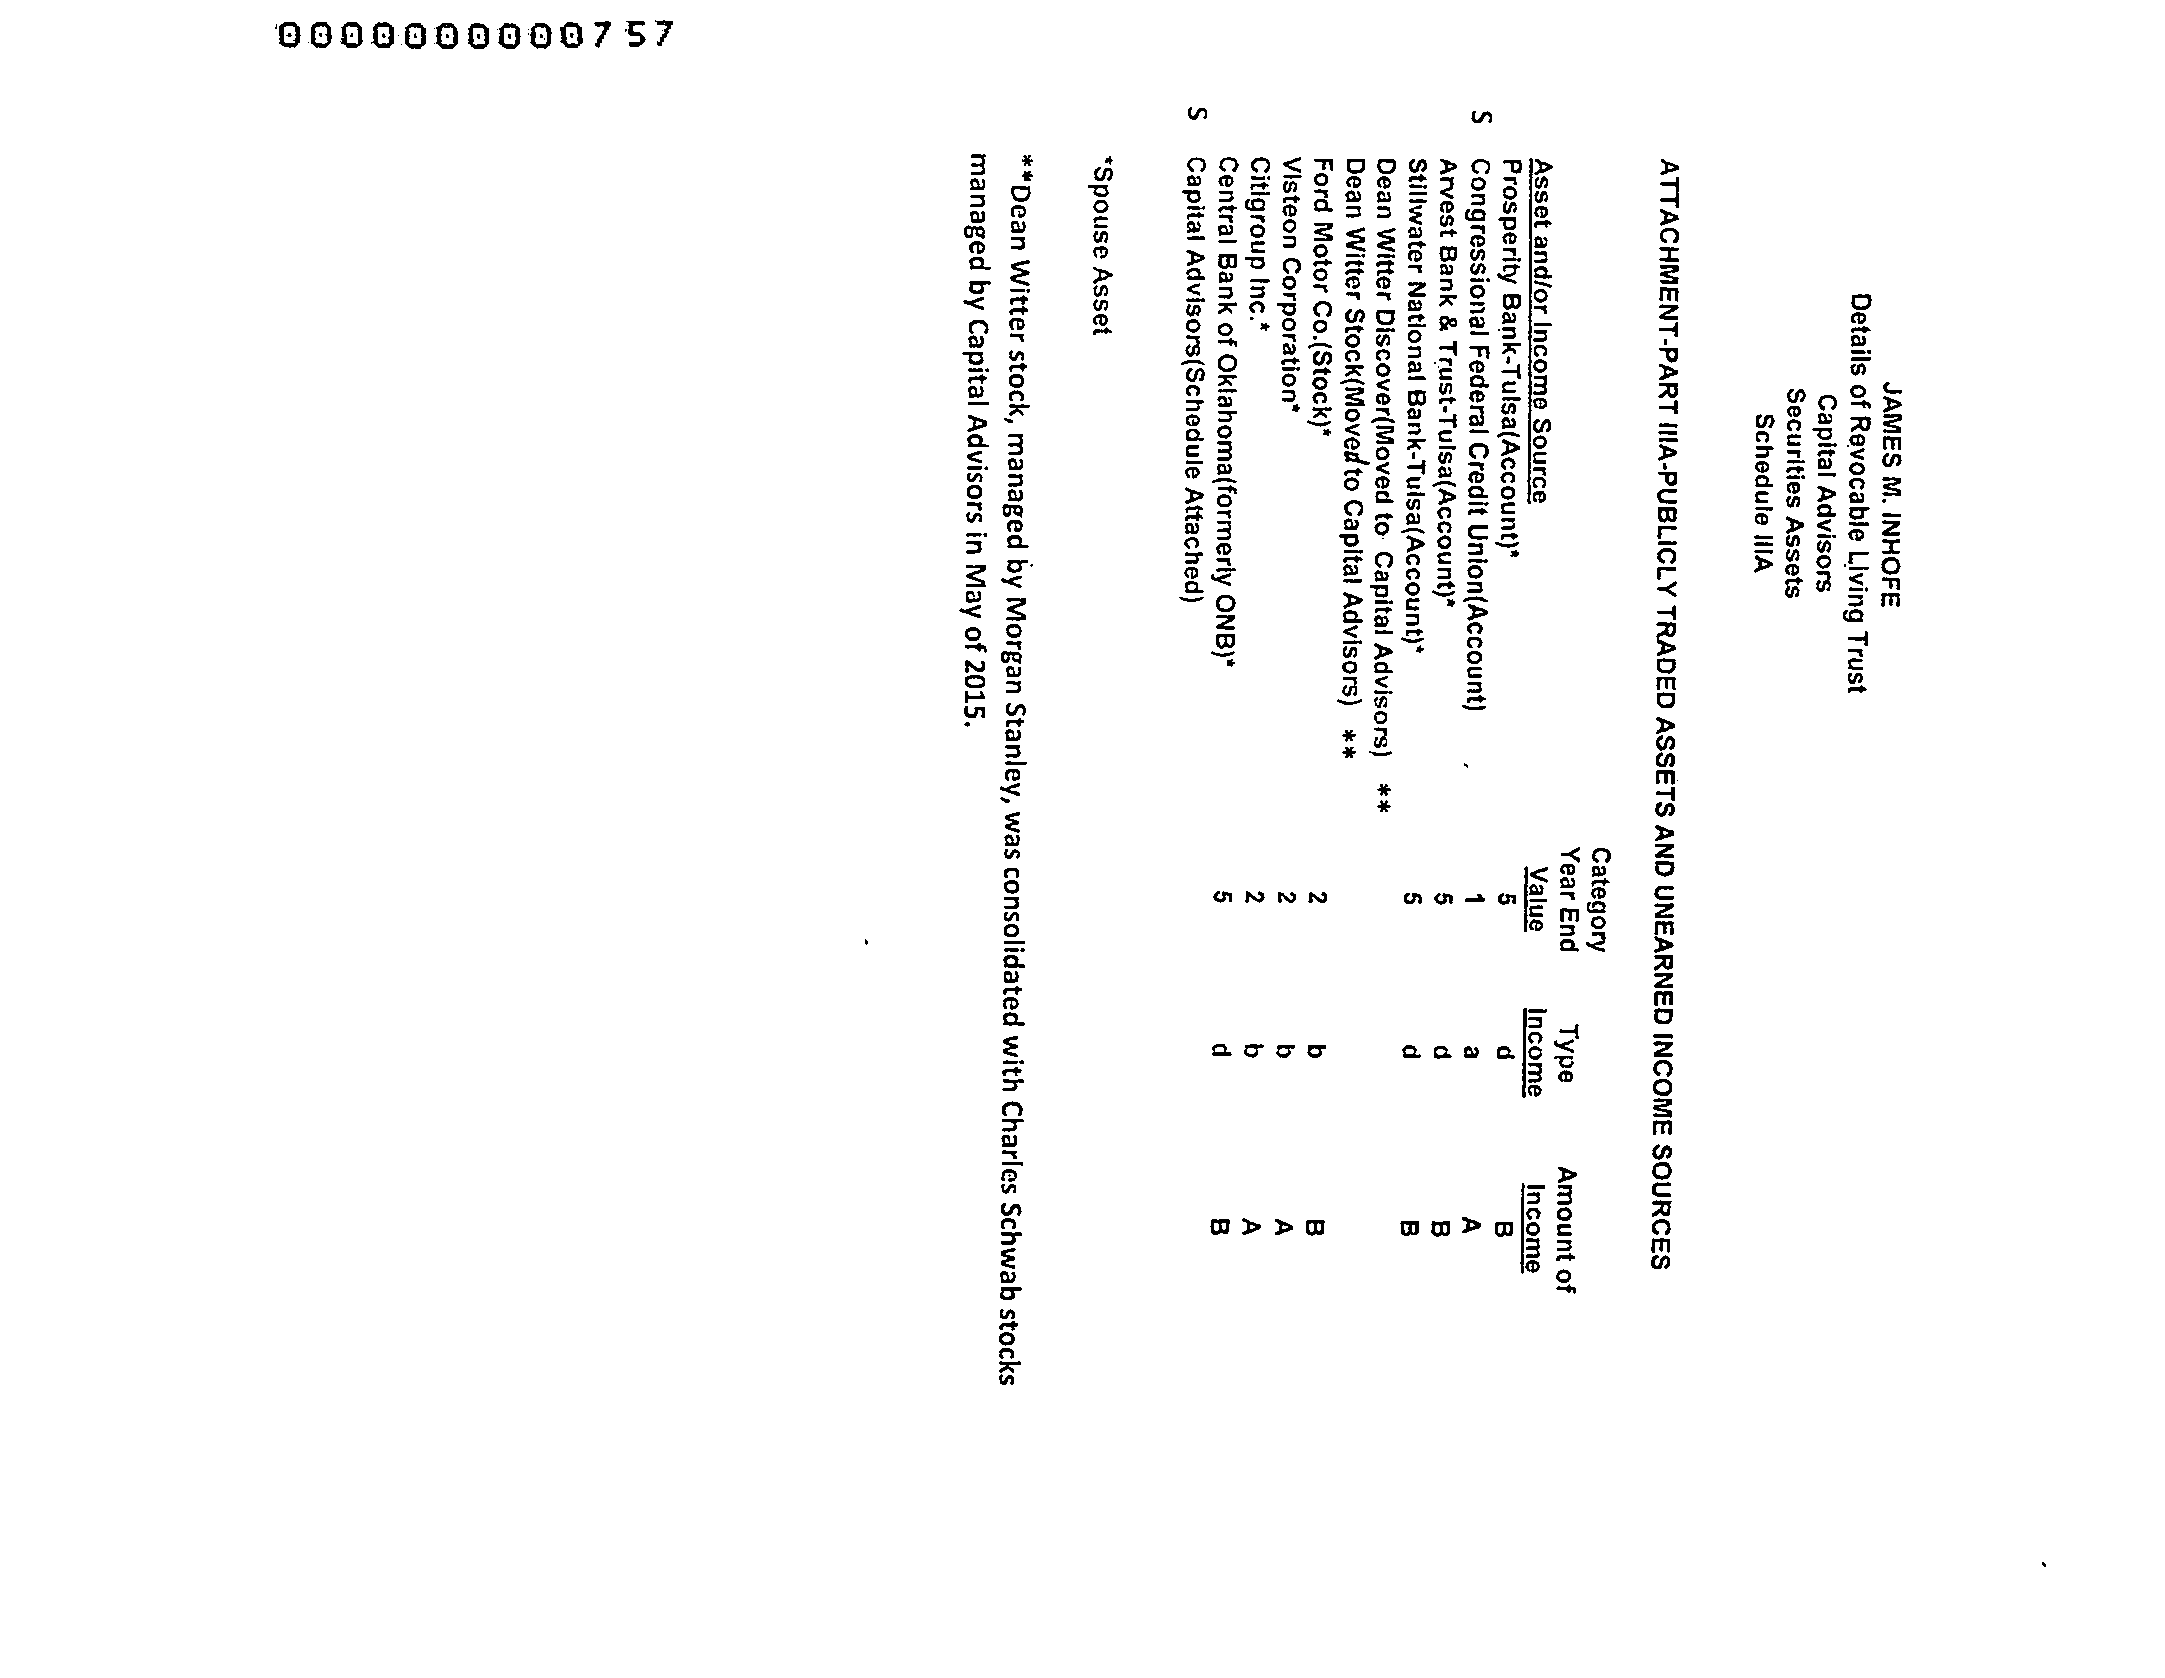 0000000000757
JAMES M. INHOFE
Details of Revocable Living Trust
Capital Advisors
Securities Assets
Schedule IIIA
ATTACHMENT-PART IIIA-PUBLICLY TRADED ASSETS AND UNEARNED INCOME SOURCES
Category
Year End Type Amount of
Asset and/or Income Source Value Income Income
Prosperity Bank-Tulsa(Account)* 5 d B
S Congressional Federal Credit Union(Account) 1 a A
Arvest Bank & Trust-Tulsa(Account)* 5 d B
Stillwater National Bank-Tulsa(Account)* 5 d B
Dean Witter Discover(Moved to Capital Advisors) **
Dean Witter Stock(Moved to Capital Advisors) **
Ford Motor Co.(Stock)* 2 b B
Visteon Corporation* 2 b A
Citigroup Inc.* 2 b A
Central Bank of Oklahoma(formerly ONB)* 5 d B
S Capital Advisors(Schedule Attached)
*Spouse Asset
**Dean Witter stock, managed by Morgan Stanley, was consolidated with Charles Schwab stocks
managed by Capital Advisors in May of 2015.